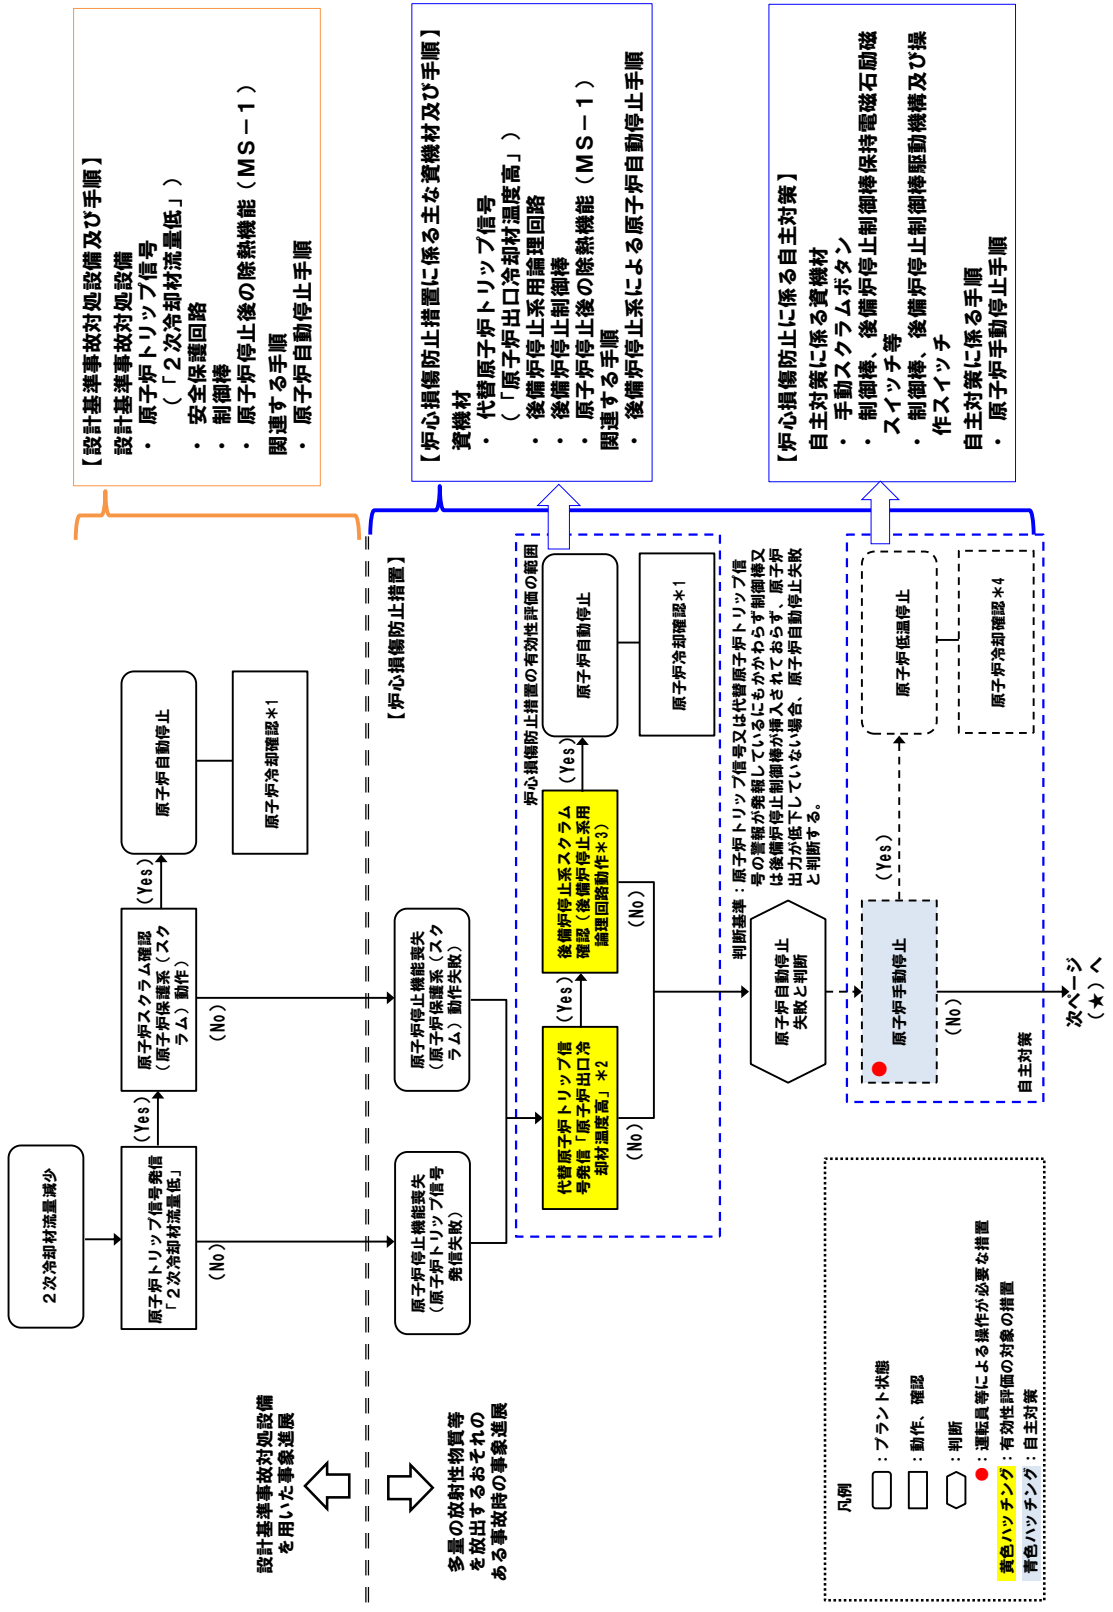 ２次冷却材流量減少
原子炉トリップ信号発信
「２次冷却材流量低」
(Yes)
(No)
原子炉スクラム確認
（原子炉保護系（スク
ラム）動作）
(Yes)
(No)
原子炉自動停止
原子炉冷却確認＊1
【設計基準事故対処設備及び手順】
設計基準事故対処設備
・ 原子炉トリップ信号
（「２次冷却材流量低」）
・ 安全保護回路
・ 制御棒
・ 原子炉停止後の除熱機能（ＭＳ－１）
関連する手順
・ 原子炉自動停止手順
設計基準事故対処設備
を用いた事象進展
多量の放射性物質等
を放出するおそれの
ある事故時の事象進展
【炉心損傷防止措置】
原子炉停止機能喪失
（原子炉トリップ信号
発信失敗）
原子炉停止機能喪失
（原子炉保護系（スク
ラム）動作失敗）
炉心損傷防止措置の有効性評価の範囲
代替原子炉トリップ信
号発信「原子炉出口冷
却材温度高」＊2
(Yes)
(No)
後備炉停止系スクラム
確認（後備炉停止系用
論理回路動作＊3）
(Yes)
(No)
原子炉自動停止
原子炉冷却確認＊1
【炉心損傷防止措置に係る主な資機材及び手順】
資機材
・ 代替原子炉トリップ信号
（「原子炉出口冷却材温度高」）
・ 後備炉停止系用論理回路
・ 後備炉停止制御棒
・ 原子炉停止後の除熱機能（ＭＳ－１）
関連する手順
・ 後備炉停止系による原子炉自動停止手順
判断基準：原子炉トリップ信号又は代替原子炉トリップ信
号の警報が発報しているにもかかわらず制御棒又
は後備炉停止制御棒が挿入されておらず、原子炉
出力が低下していない場合、原子炉自動停止失敗
と判断する。
原子炉自動停止
失敗と判断
原子炉手動停止
(Yes)
(No)
自主対策
原子炉低温停止
原子炉冷却確認＊4
次ページ
（★）へ
【炉心損傷防止に係る自主対策】
自主対策に係る資機材
・ 手動スクラムボタン
・ 制御棒、後備炉停止制御棒保持電磁石励磁
スイッチ等
・ 制御棒、後備炉停止制御棒駆動機構及び操
作スイッチ
自主対策に係る手順
・ 原子炉手動停止手順
凡例
：プラント状態
：動作、確認
：判断
：運転員等による操作が必要な措置
黄色ハッチング：有効性評価の対象の措置
青色ハッチング：自主対策